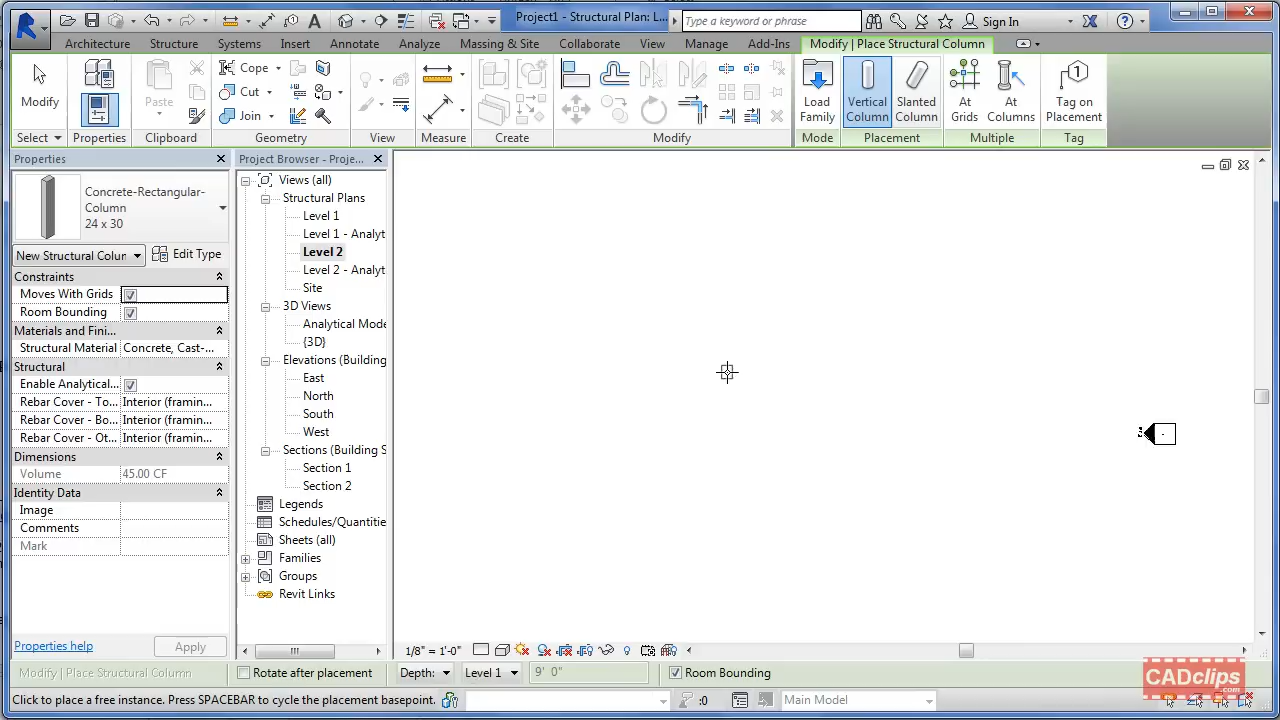 Project1 - Structural Plan: L...
Type a keyword or phrase
Sign In
Architecture
Structure
Systems
Insert
Annotate
Analyze
Massing & Site
Collaborate
View
Manage
Add-Ins
Modify | Place Structural Column
Modify
Paste
Cope
Cut
Join
Load
Family
Vertical
Column
Slanted
Column
At
Grids
At
Columns
Tag on
Placement
Select
Properties
Clipboard
Geometry
View
Measure
Create
Modify
Mode
Placement
Multiple
Tag
Properties
Concrete-Rectangular-
Column
24 x 30
New Structural Colur
Edit Type
Constraints
Moves With Grids
Room Bounding
Materials and Fini...
Structural Material Concrete, Cast-...
Structural
Enable Analytical...
Rebar Cover - To... Interior (framin...
Rebar Cover - Bo... Interior (framin...
Rebar Cover - Ot... Interior (framin...
Dimensions
Volume 45.00 CF
Identity Data
Image
Comments
Mark
Properties help
Apply
Project Browser - Proje...
Views (all)
Structural Plans
Level 1
Level 1 - Analyt
Level 2
Level 2 - Analyt
Site
3D Views
Analytical Mode
{3D}
Elevations (Building
East
North
South
West
Sections (Building S
Section 1
Section 2
Legends
Schedules/Quantitie
Sheets (all)
Families
Groups
Revit Links
1/8" = 1'-0"
Modify | Place Structural Column
Rotate after placement
Depth:
Level 1
9' 0"
Room Bounding
Click to place a free instance. Press SPACEBAR to cycle the placement basepoint.
:0
Main Model
CADclips
.com